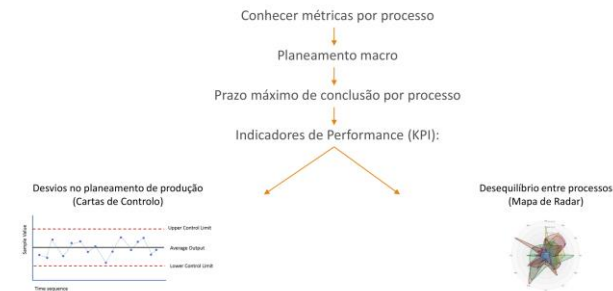 Conhecer métricas por processo
Planeamento macro
Prazo máximo de conclusão por processo
Indicadores de Performance (KPI):
Desvios no planeamento de produção
(Cartas de Controlo)
Desequilíbrio entre processos
(Mapa de Radar)
Sample Value
Upper Control Limit
Average Output
Lower Control Limit
Time sequence